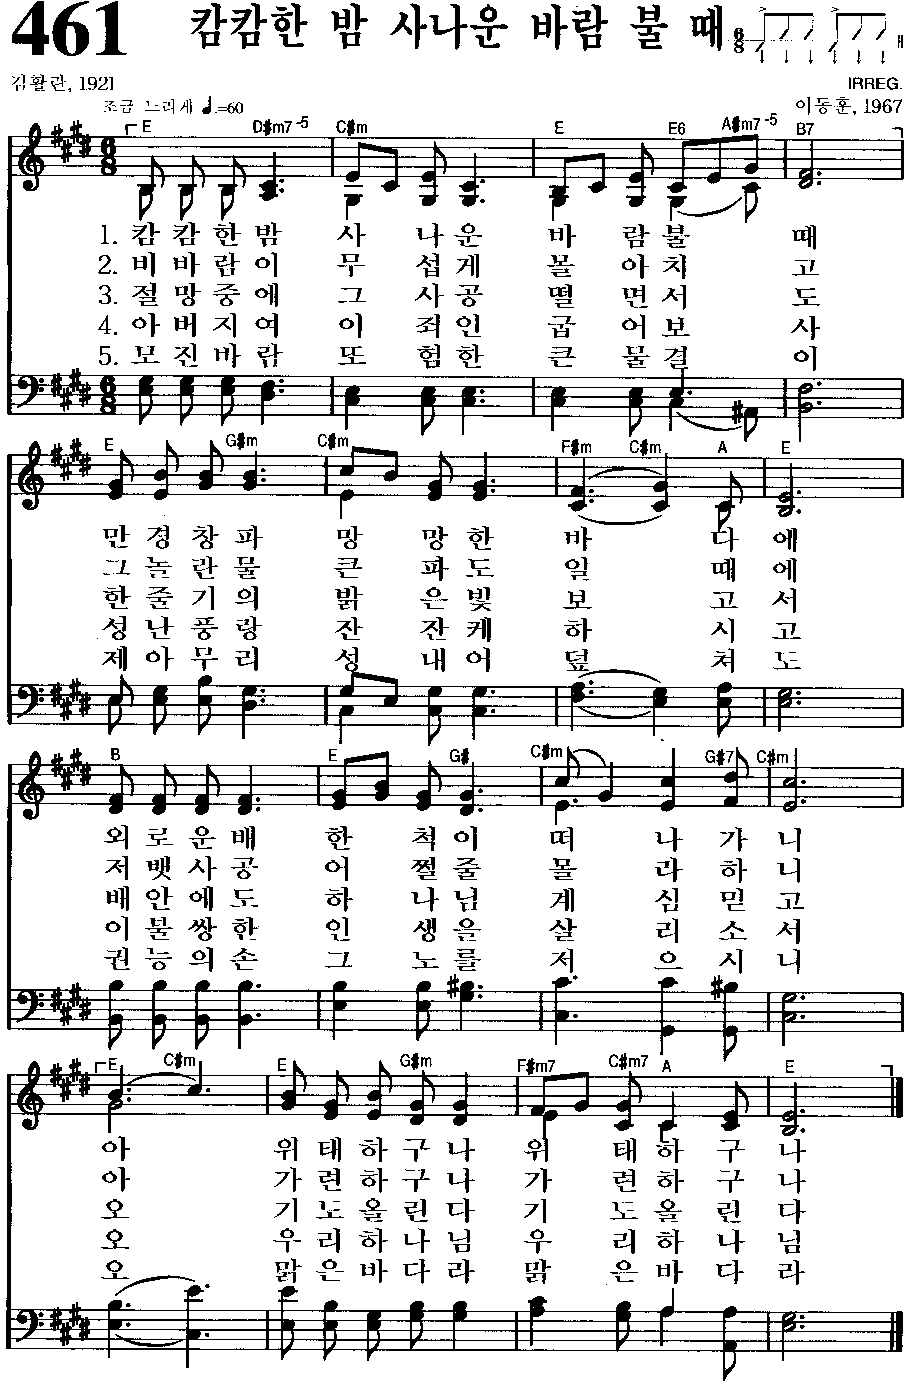 461 캄캄한 밤 사나운 바람 불 때
김활란, 1921
IRREG.
조금 느리게 ♩.=60
이동훈, 1967
E D#m7-5 C#m E E6 A#m7-5 B7
1. 캄 캄 한 밤 사 나 운 바 람 불 때
2. 비 바 람 이 무 섭 게 몰 아 치 고
3. 절 망 중 에 그 사 공 떨 면 서 도
4. 아 버 지 여 이 죄 인 굽 어 보 사
5. 모 진 바 람 또 험 한 큰 물 결 이
E G#m C#m F#m C#m A E
만 경 창 파 망 망 한 바 다 에
그 놀 란 물 큰 파 도 일 때 에
한 줄 기 의 밝 은 빛 보 고 서
성 난 풍 랑 잔 잔 케 하 시 고
제 아 무 리 성 내 어 덮 쳐 도
B E G# C#m G#7 C#m
외 로 운 배 한 척 이 떠 나 가 니
저 뱃 사 공 어 쩔 줄 몰 라 하 니
배 안 에 도 하 나 님 계 심 믿 고
이 불 쌍 한 인 생 을 살 리 소 서
권 능 의 손 그 노 를 저 으 시 니
E C#m E G#m F#m7 C#m7 A E
아 위 태 하 구 나 위 태 하 구 나
아 가 련 하 구 나 가 련 하 구 나
오 기 도 올 린 다 기 도 올 린 다
오 우 리 하 나 님 우 리 하 나 님
오 맑 은 바 다 라 맑 은 바 다 라